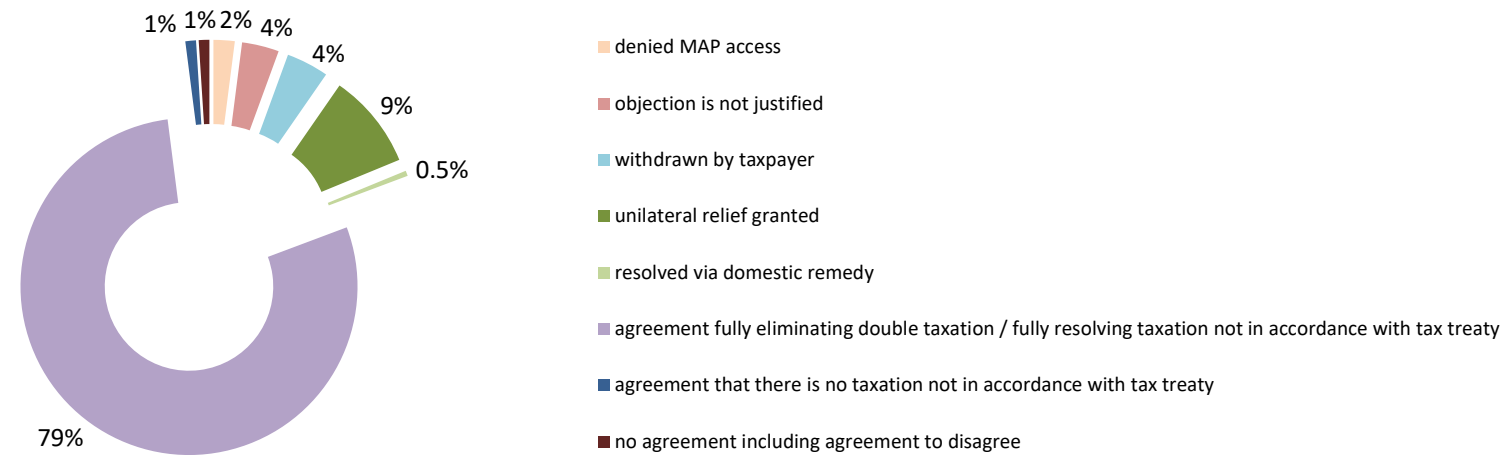 1% 1% 2% 4%
4%
9%
0.5%
79%
denied MAP access
objection is not justified
withdrawn by taxpayer
unilateral relief granted
resolved via domestic remedy
agreement fully eliminating double taxation / fully resolving taxation not in accordance with tax treaty
agreement that there is no taxation not in accordance with tax treaty
no agreement including agreement to disagree